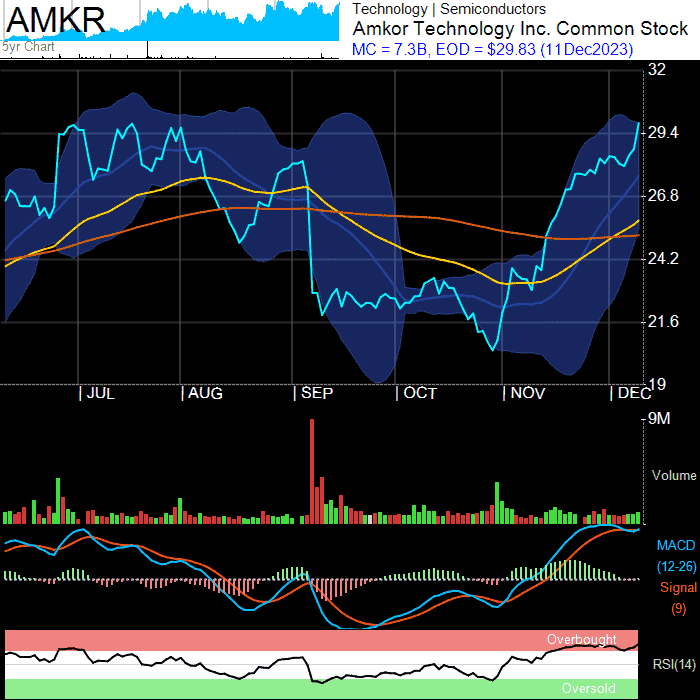 AMKR
5yr Chart
Technology | Semiconductors
Amkor Technology Inc. Common Stock
MC = 7.3B, EOD = $29.83 (11Dec2023)
32
29.4
26.8
24.2
21.6
19
JUL AUG SEP OCT NOV DEC
9M
Volume
MACD
(12-26)
Signal
(9)
Overbought
RSI(14)
Oversold